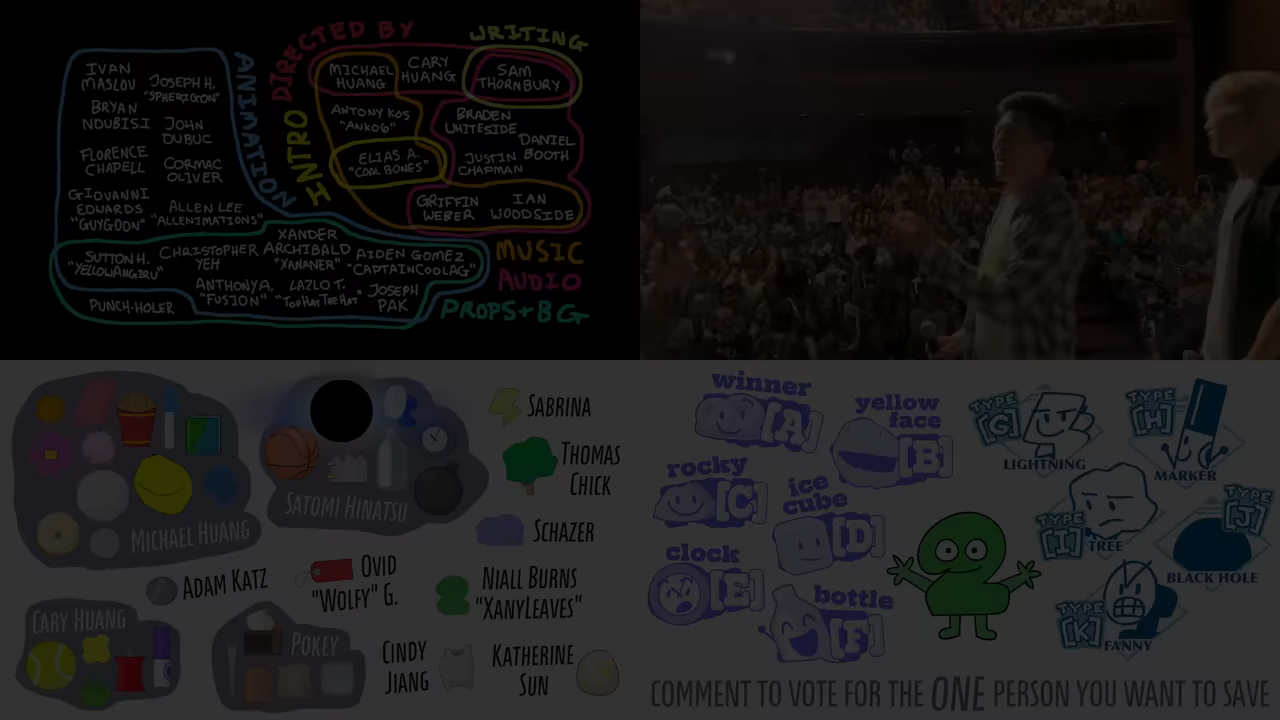 DIRECTED BY
WRITING
ANIMATION
INTRO
IVAN
MASLOV
JOSEPH H.
"SPHERIGON"
BRYAN
NDUBISI
JOHN
DUBUC
FLORENCE
CHAPELL
CORMAC
OLIVER
GIOVANNI
EDWARDS
"GUYGOON"
ALLEN LEE
"ALLENIMATIONS"
MICHAEL
HUANG
CARY
HUANG
SAM
THORNBURY
ANTONY KOS
"ANKOG"
BRADEN
WHITESIDE
DANIEL
BOOTH
ELIAS A.
"COAL BONES"
JUSTIN
CHAPMAN
GRIFFIN
WEBER
IAN
WOODSIDE
SUTTON H.
"YELLOWANGIRU"
CHRISTOPHER
YEH
XANDER
ARCHIBALD
"XANANER"
AIDEN GOMEZ
"CAPTAINCOOLAG"
PUNCH-HOLER
ANTHONY A.
"FUSION"
LAZLO T.
"TOPHATTHEHAT"
JOSEPH
PAK
MUSIC
AUDIO
PROPS+BG
MICHAEL HUANG
SATOMI HINATSU
SABRINA
THOMAS
CHICK
SCHAZER
ADAM KATZ
OVID
"WOLFY" G.
NIALL BURNS
"XANYLEAVES"
CARY HUANG
POKEY
CINDY
JIANG
KATHERINE
SUN
winner
[A]
yellow
face
[B]
rocky
[C]
ice
cube
[D]
clock
[E]
bottle
[F]
TYPE
[G]
LIGHTNING
TYPE
[H]
MARKER
TYPE
[I]
TREE
TYPE
[J]
BLACK HOLE
TYPE
[K]
FANNY
COMMENT TO VOTE FOR THE ONE PERSON YOU WANT TO SAVE